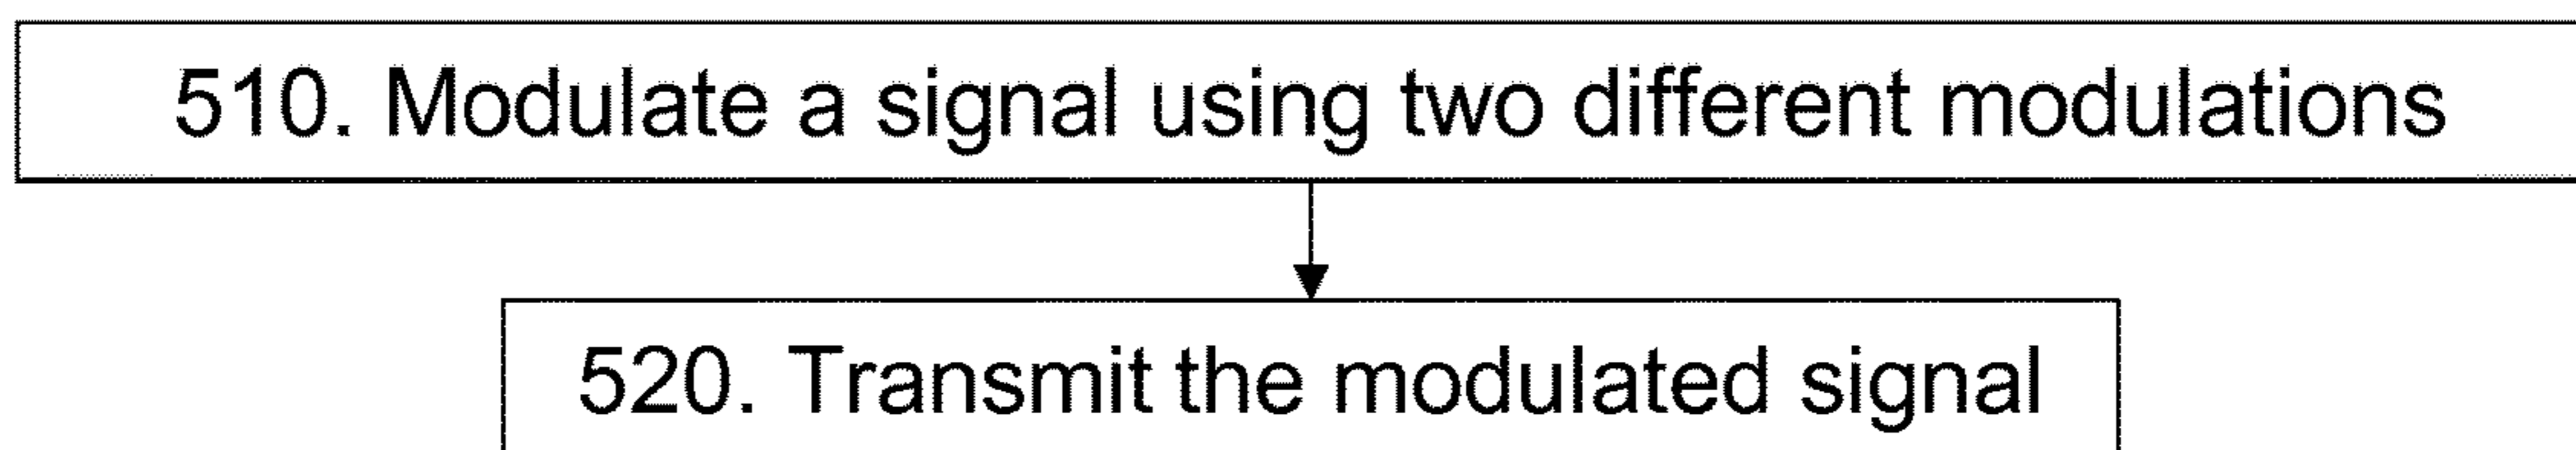 510. Modulate a signal using two different modulations
520. Transmit the modulated signal